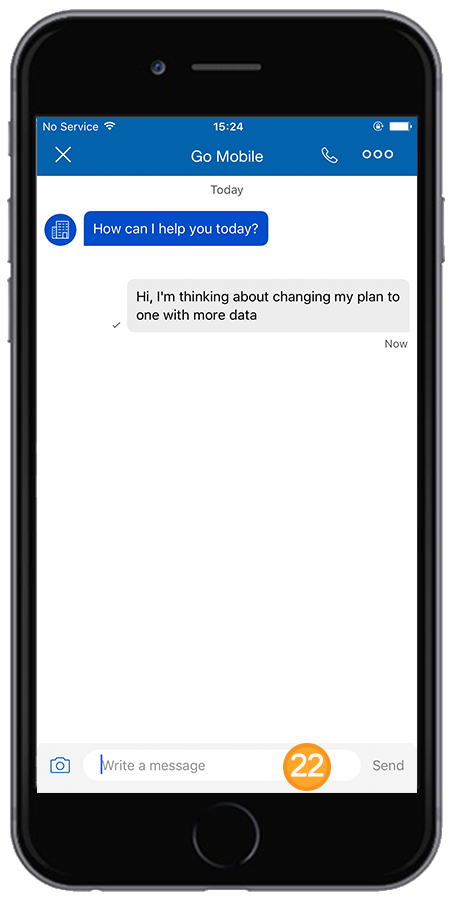 No Service 15:24
Go Mobile
Today
How can I help you today?
Hi, I'm thinking about changing my plan to
one with more data
Now
Write a message 22 Send